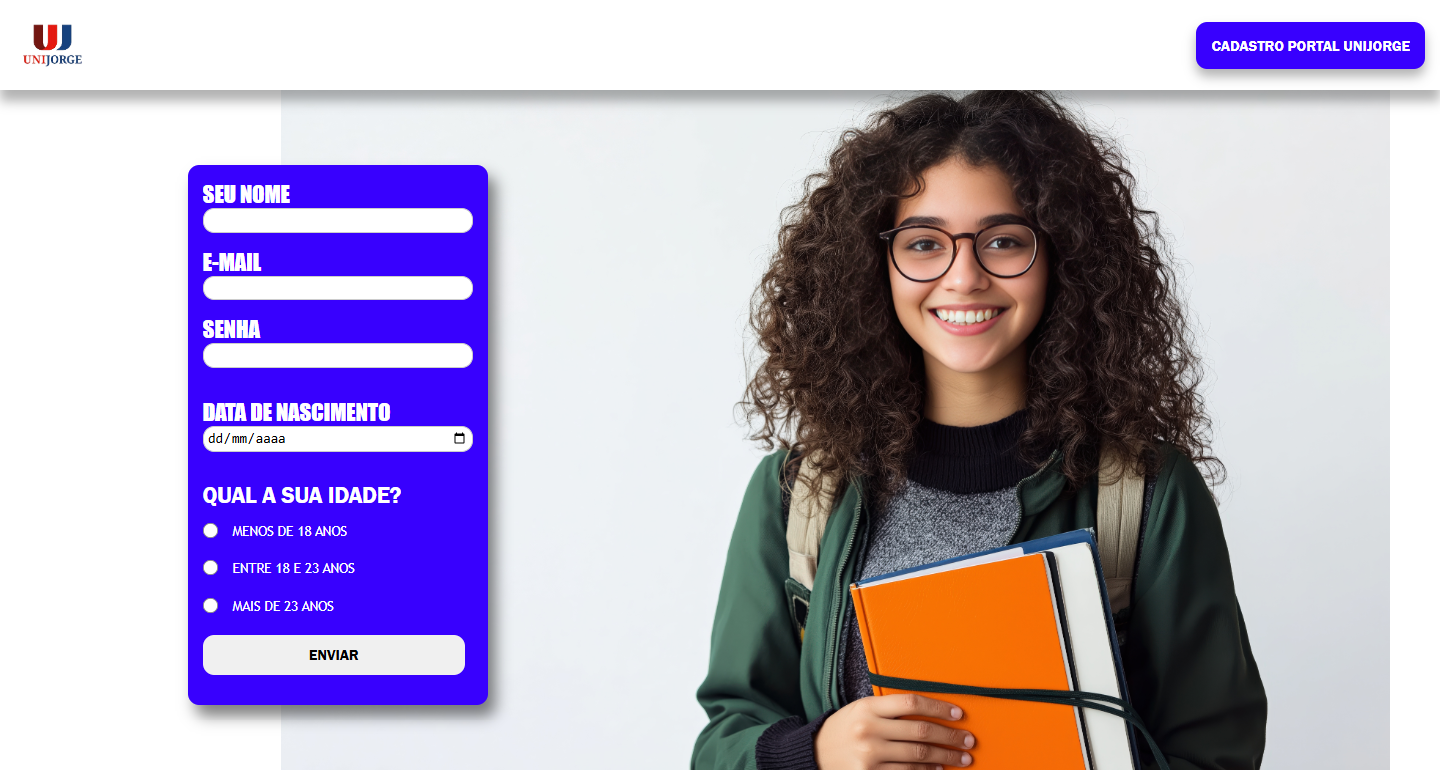 UNIJORGE
CADASTRO PORTAL UNIJORGE
SEU NOME
E-MAIL
SENHA
DATA DE NASCIMENTO
dd/mm/aaaa
QUAL A SUA IDADE?
MENOS DE 18 ANOS
ENTRE 18 E 23 ANOS
MAIS DE 23 ANOS
ENVIAR